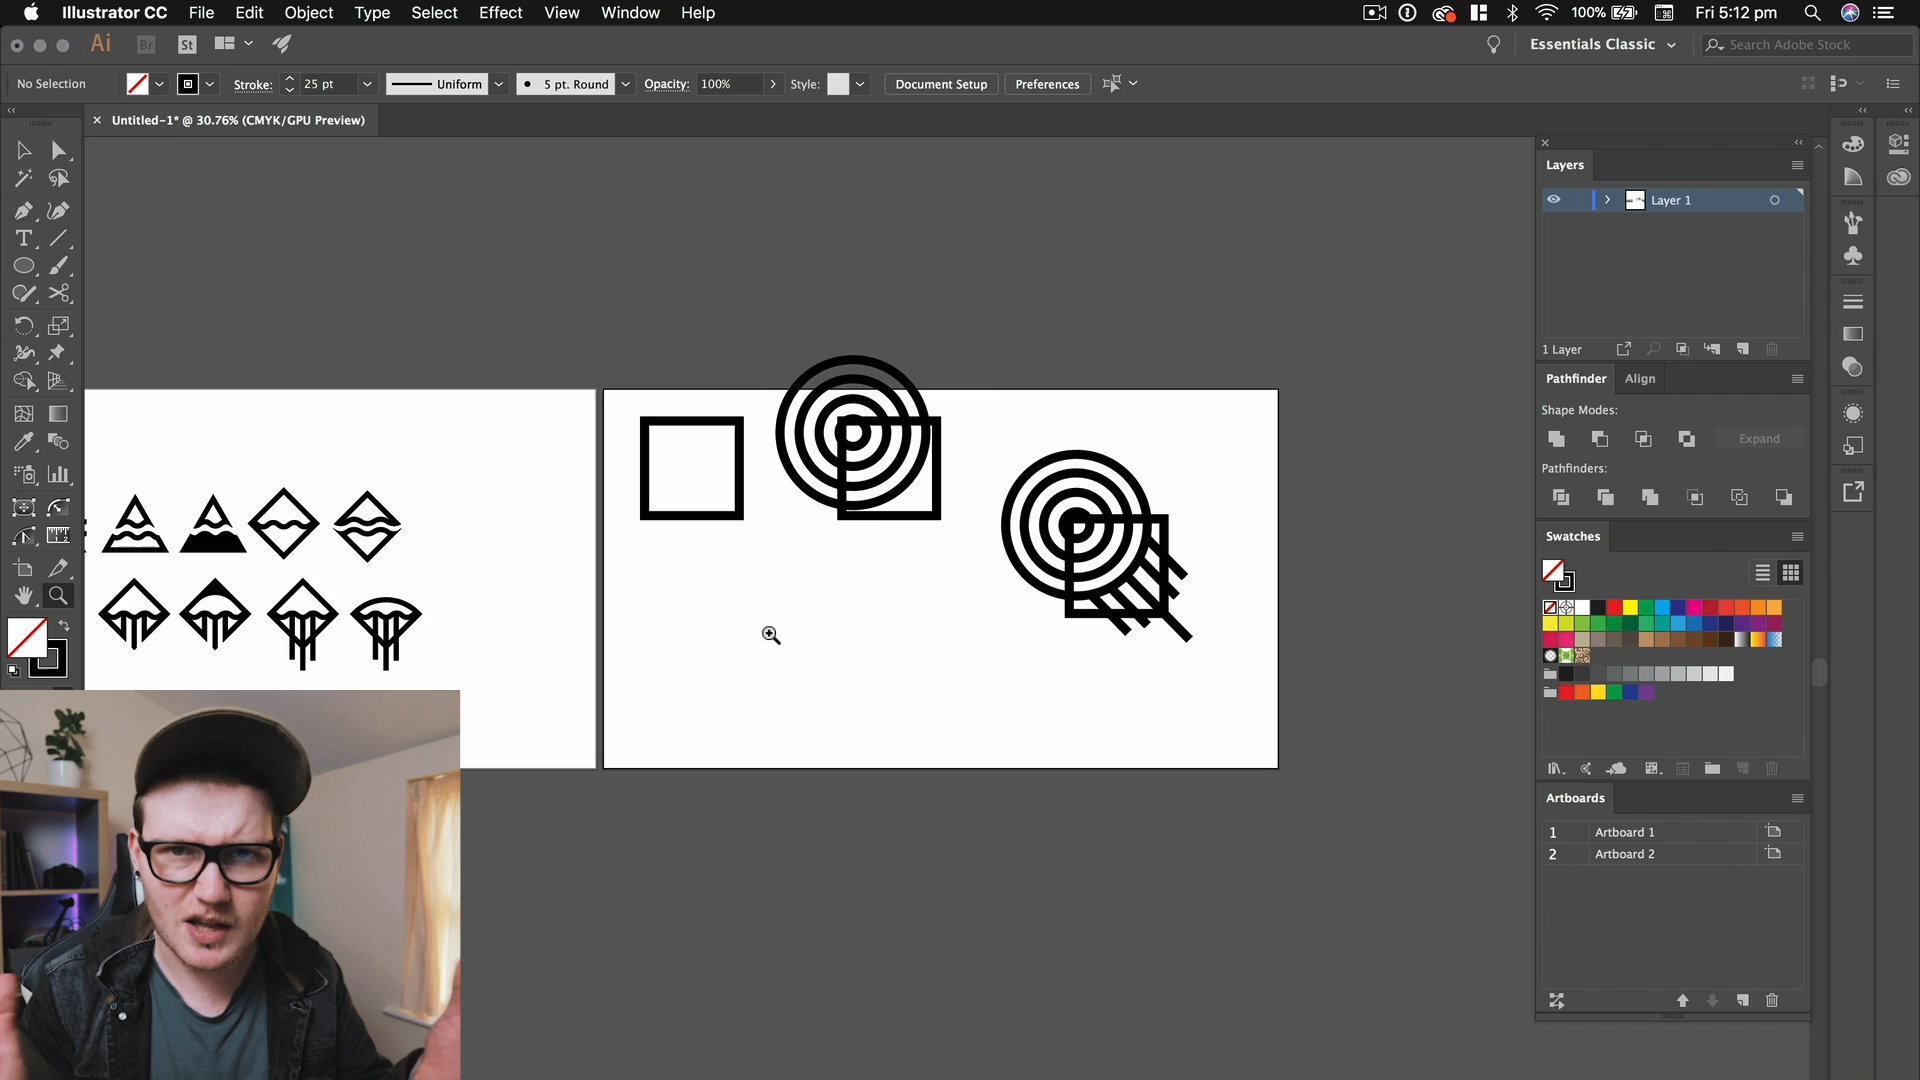 Illustrator CC File Edit Object Type Select Effect View Window Help 100% Fri 5:12 pm
Ai Br St Essentials Classic Search Adobe Stock
No Selection Stroke: 25 pt Uniform 5 pt. Round Opacity: 100% Style: Document Setup Preferences
× Untitled-1* @ 30.76% (CMYK/GPU Preview)
Layers
Layer 1
1 Layer
Pathfinder Align
Shape Modes:
Expand
Pathfinders:
Swatches
Artboards
1 Artboard 1
2 Artboard 2